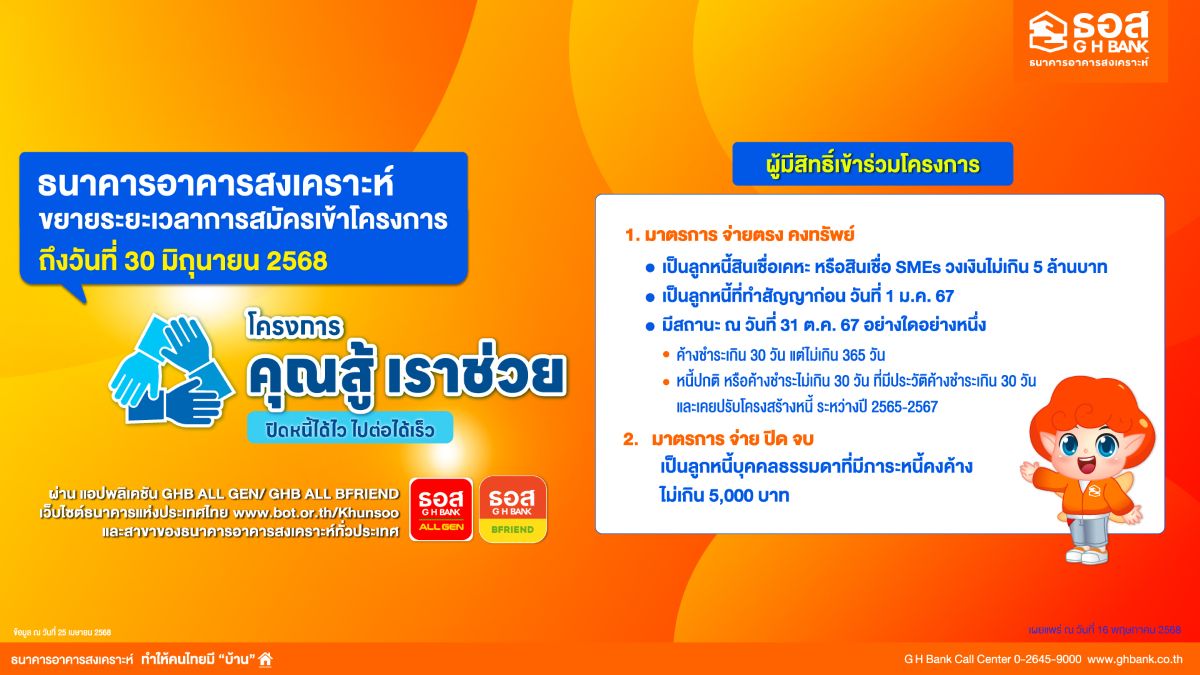 ธอส
G H BANK
ธนาคารอาคารสงเคราะห์
ธนาคารอาคารสงเคราะห์
ขยายระยะเวลาการสมัครเข้าโครงการ
ถึงวันที่ 30 มิถุนายน 2568
โครงการ
คุณสู้ เราช่วย
ปิดหนี้ได้ไว ไปต่อได้เร็ว
ผ่าน แอปพลิเคชัน GHB ALL GEN/ GHB ALL BFRIEND
เว็บไซต์ธนาคารแห่งประเทศไทย www.bot.or.th/Khunsoo
และสาขาของธนาคารอาคารสงเคราะห์ทั่วประเทศ
ธอส
G H BANK
ALL GEN
ธอส
G H BANK
BFRIEND
ผู้มีสิทธิ์เข้าร่วมโครงการ
1. มาตรการ จ่ายตรง คงทรัพย์
• เป็นลูกหนี้สินเชื่อเคหะ หรือสินเชื่อ SMEs วงเงินไม่เกิน 5 ล้านบาท
• เป็นลูกหนี้ที่ทำสัญญาก่อน วันที่ 1 ม.ค. 67
• มีสถานะ ณ วันที่ 31 ต.ค. 67 อย่างใดอย่างหนึ่ง
• ค้างชำระเกิน 30 วัน แต่ไม่เกิน 365 วัน
• หนี้ปกติ หรือค้างชำระไม่เกิน 30 วัน ที่มีประวัติค้างชำระเกิน 30 วัน
และเคยปรับโครงสร้างหนี้ ระหว่างปี 2565-2567
2. มาตรการ จ่าย ปิด จบ
เป็นลูกหนี้บุคคลธรรมดาที่มีภาระหนี้คงค้าง
ไม่เกิน 5,000 บาท
ข้อมูล ณ วันที่ 25 เมษายน 2568
เผยแพร่ ณ วันที่ 16 พฤษภาคม 2568
ธนาคารอาคารสงเคราะห์ ทำให้คนไทยมี “บ้าน”
G H Bank Call Center 0-2645-9000 www.ghbank.co.th